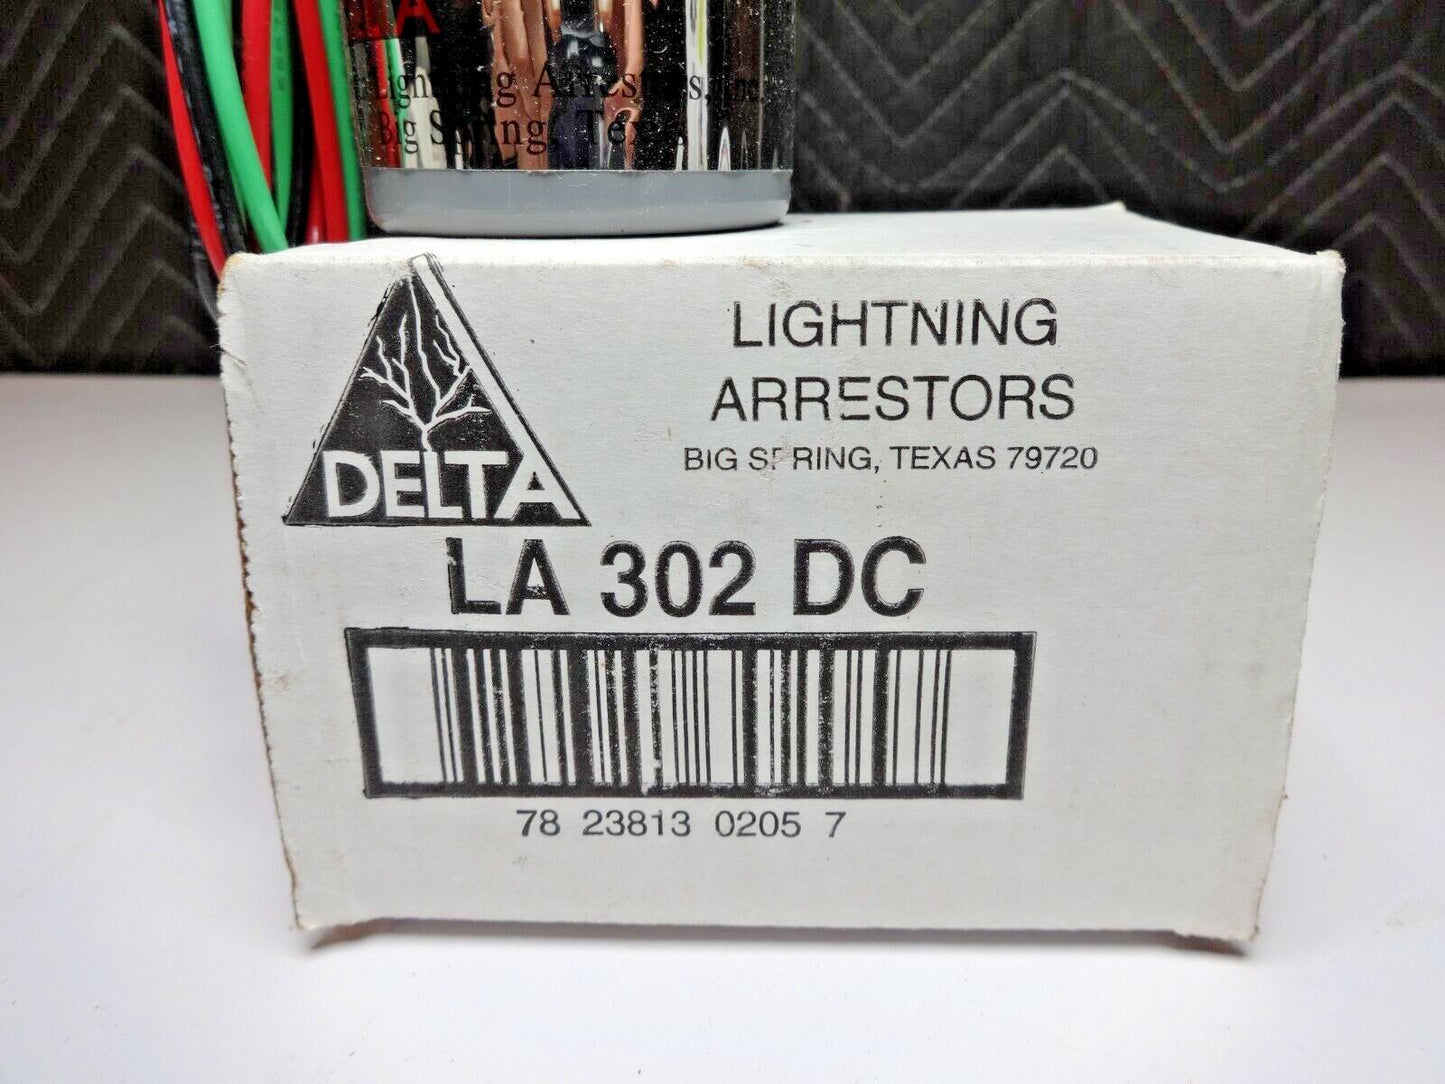 A
Lightning Arrestors, Inc
Big Spring, Texas
DELTA
LIGHTNING
ARRESTORS
BIG SPRING, TEXAS 79720
LA 302 DC
78 23813 0205 7